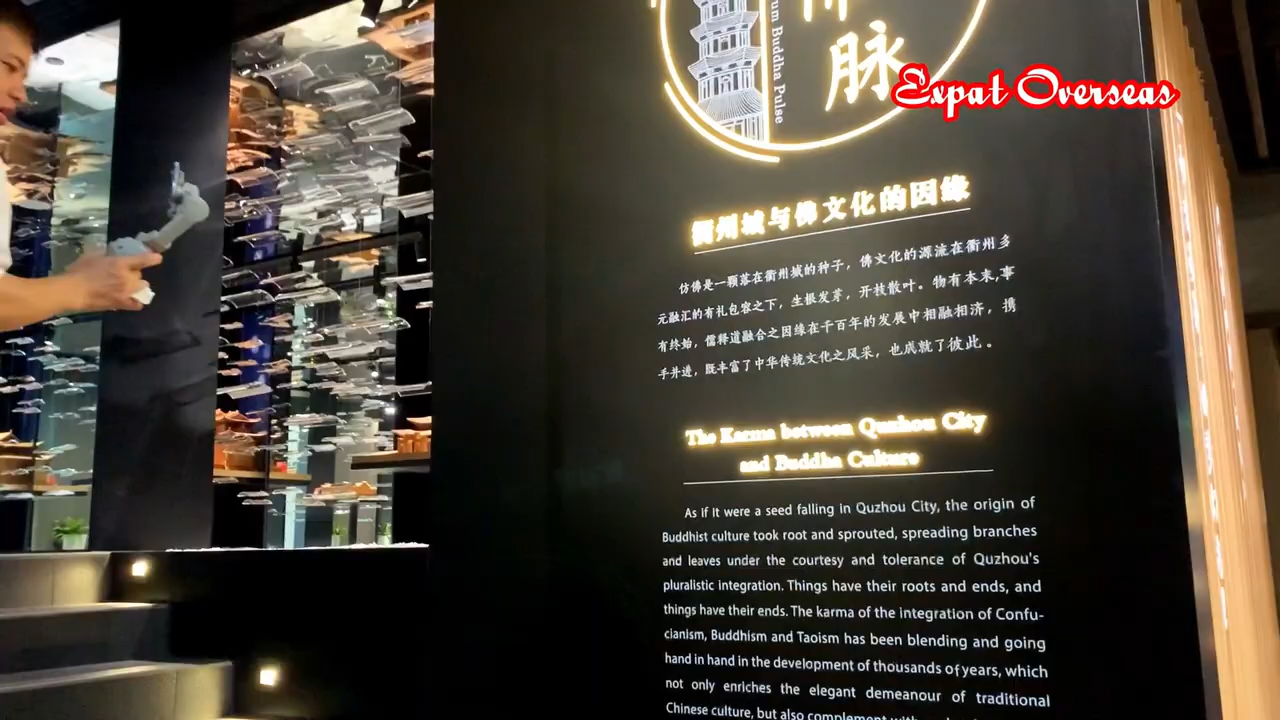 um Buddha Pulse
脉
Expat Overseas
衢州城与佛文化的因缘
仿佛是一颗落在衢州城的种子，佛文化的源流在衢州多
元融汇的有礼包容之下，生根发芽，开枝散叶。物有本来,事
有终始，儒释道融合之因缘在千百年的发展中相融相济，携
手并进，既丰富了中华传统文化之风采，也成就了彼此。
The Karma between Quzhou City
and Buddha Culture
As if it were a seed falling in Quzhou City, the origin of
Buddhist culture took root and sprouted, spreading branches
and leaves under the courtesy and tolerance of Quzhou's
pluralistic integration. Things have their roots and ends, and
things have their ends. The karma of the integration of Confu-
cianism, Buddhism and Taoism has been blending and going
hand in hand in the development of thousands of years, which
not only enriches the elegant demeanour of traditional
Chinese culture, but also complement